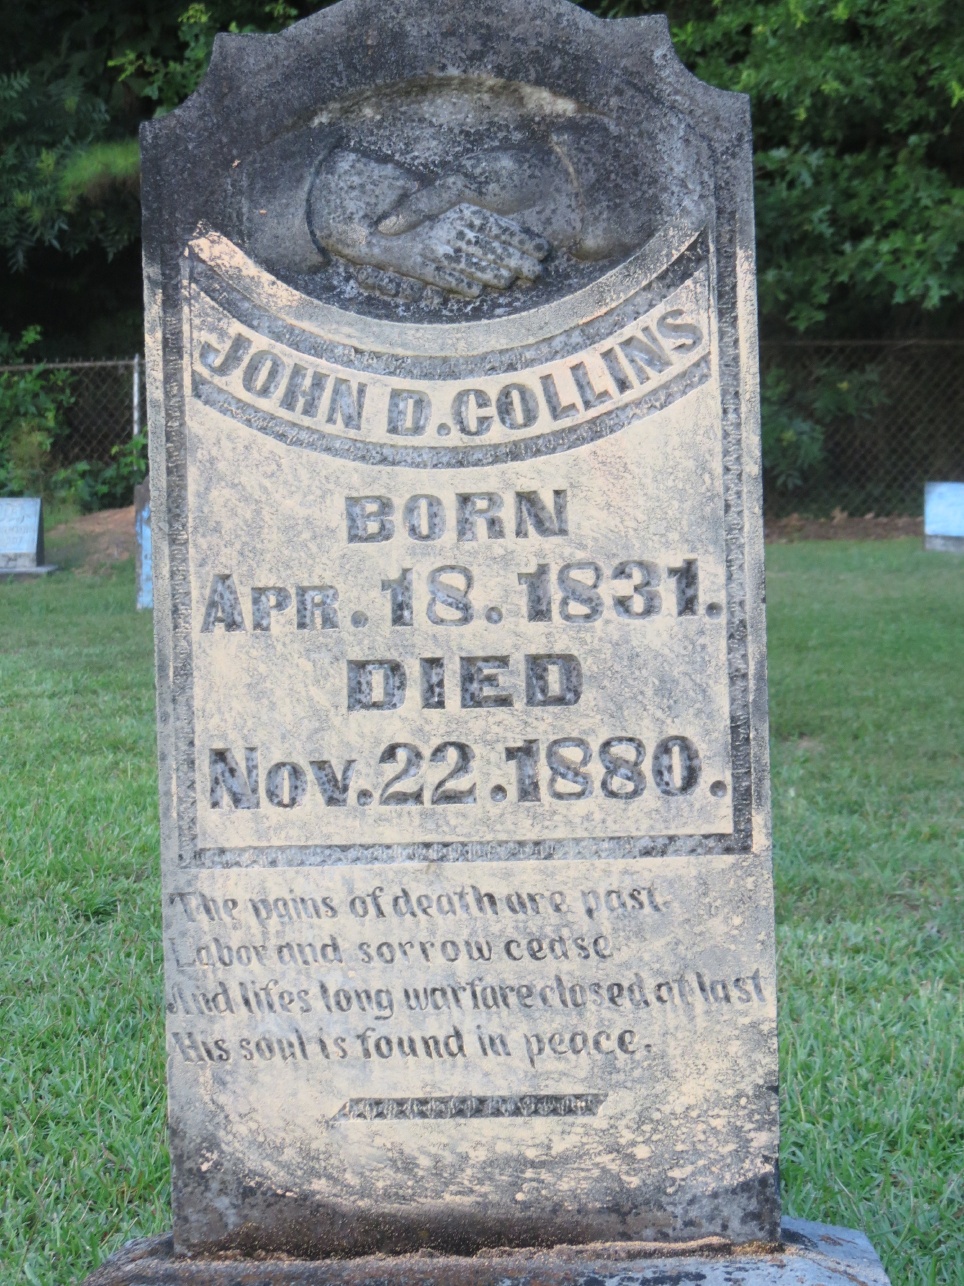 JOHN D. COLLINS
BORN
APR. 18. 1831.
DIED
NOV. 22. 1880.
The pains of death are past.
Labor and sorrow cease.
And lifes long warfare closed at last
His soul is found in peace.